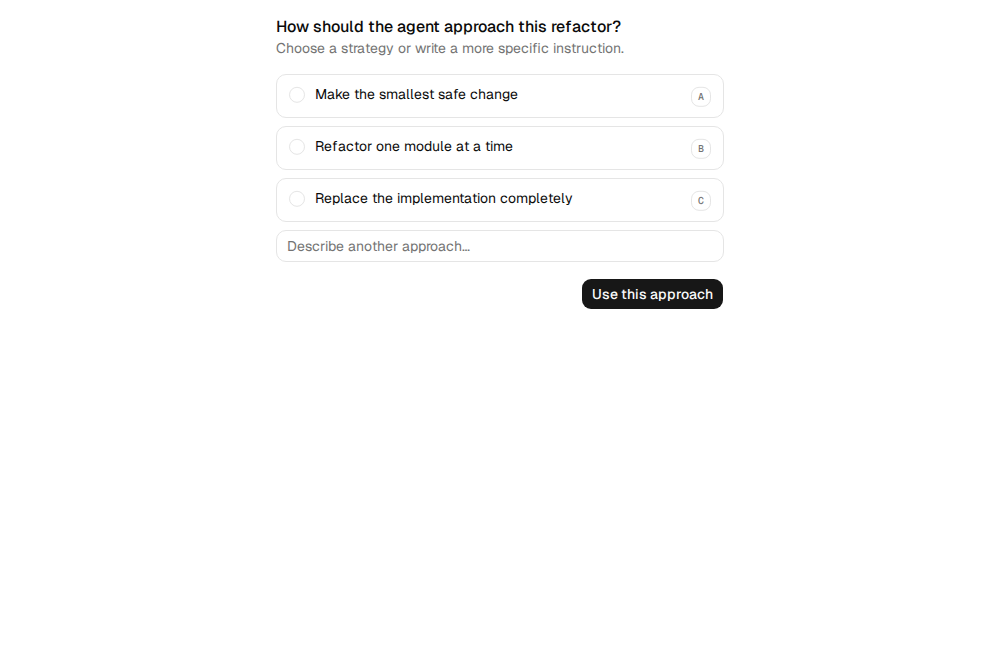 How should the agent approach this refactor?
Choose a strategy or write a more specific instruction.
Make the smallest safe change
A
Refactor one module at a time
B
Replace the implementation completely
C
Describe another approach...
Use this approach